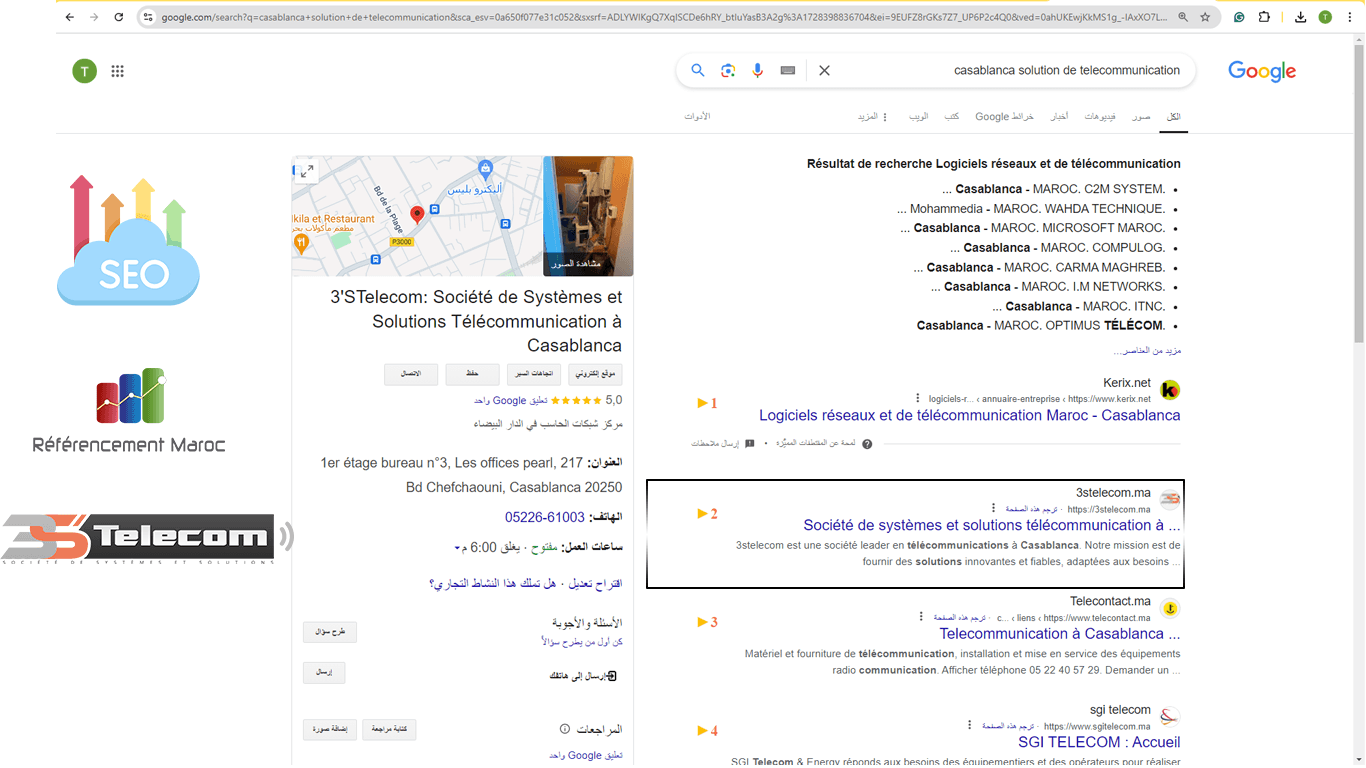 google.com/search?q=casablanca+solution+de+telecommunication&sca_esv=0a650f077e31c052&sxsrf=ADLYWIKgQ7XqISCDe6hRY_btIuYasB3A2g%3A1728398836704&ei=9EUFZ8rGKs7Z7_UP6P2c4Q0&ved=0ahUKEwjKkMS1g_-IAxXO7L...
T
T
casablanca solution de telecommunication
Google
الكل
صور
فيديوهات
أخبار
خرائط Google
كتب
الويب
المزيد
الأدوات
SEO
Référencement Maroc
3S Telecom
SOCIÉTÉ DE SYSTÈMES ET SOLUTIONS
Bd de la Plage
أليكترو بليس
lkila et Restaurant
P3000
مشاهدة الصور
3'STelecom: Société de Systèmes et
Solutions Télécommunication à
Casablanca
موقع إلكتروني
اتجاهات السير
حفظ
الاتصال
5,0 تعليق Google واحد
مركز شبكات الحاسب في الدار البيضاء
العنوان: 1er étage bureau n°3, Les offices pearl, 217
Bd Chefchaouni, Casablanca 20250
الهاتف: 05226-61003
ساعات العمل: مفتوح · يغلق 6:00 م
اقتراح تعديل · هل تملك هذا النشاط التجاري؟
الأسئلة والأجوبة
كن أول من يطرح سؤالاً
طرح سؤال
إرسال إلى هاتفك
إرسال
المراجعات
كتابة مراجعة
إضافة صورة
تعليق Google واحد
Résultat de recherche Logiciels réseaux et de télécommunication
... Casablanca - MAROC. C2M SYSTEM.
... Mohammedia - MAROC. WAHDA TECHNIQUE.
... Casablanca - MAROC. MICROSOFT MAROC.
... Casablanca - MAROC. COMPULOG.
... Casablanca - MAROC. CARMA MAGHREB.
... Casablanca - MAROC. I.M NETWORKS.
... Casablanca - MAROC. ITNC.
Casablanca - MAROC. OPTIMUS TÉLÉCOM.
مزيد من العناصر...
Kerix.net
https://www.kerix.net › annuaire-entreprise › logiciels-r...
1
Logiciels réseaux et de télécommunication Maroc - Casablanca
لمحة عن المقتطفات المميَّزة • إرسال ملاحظات
3stelecom.ma
https://3stelecom.ma · ترجم هذه الصفحة
2
Société de systèmes et solutions télécommunication à ...
3stelecom est une société leader en télécommunications à Casablanca. Notre mission est de
fournir des solutions innovantes et fiables, adaptées aux besoins ...
Telecontact.ma
https://www.telecontact.ma › liens › c... · ترجم هذه الصفحة
3
Telecommunication à Casablanca ...
Matériel et fourniture de télécommunication, installation et mise en service des équipements
radio communication. Afficher téléphone 05 22 40 57 29. Demander un ...
sgi telecom
https://www.sgitelecom.ma · ترجم هذه الصفحة
4
SGI TELECOM : Accueil
SGI Telecom & Energy réponds aux besoins des équipementiers et des opérateurs pour réaliser